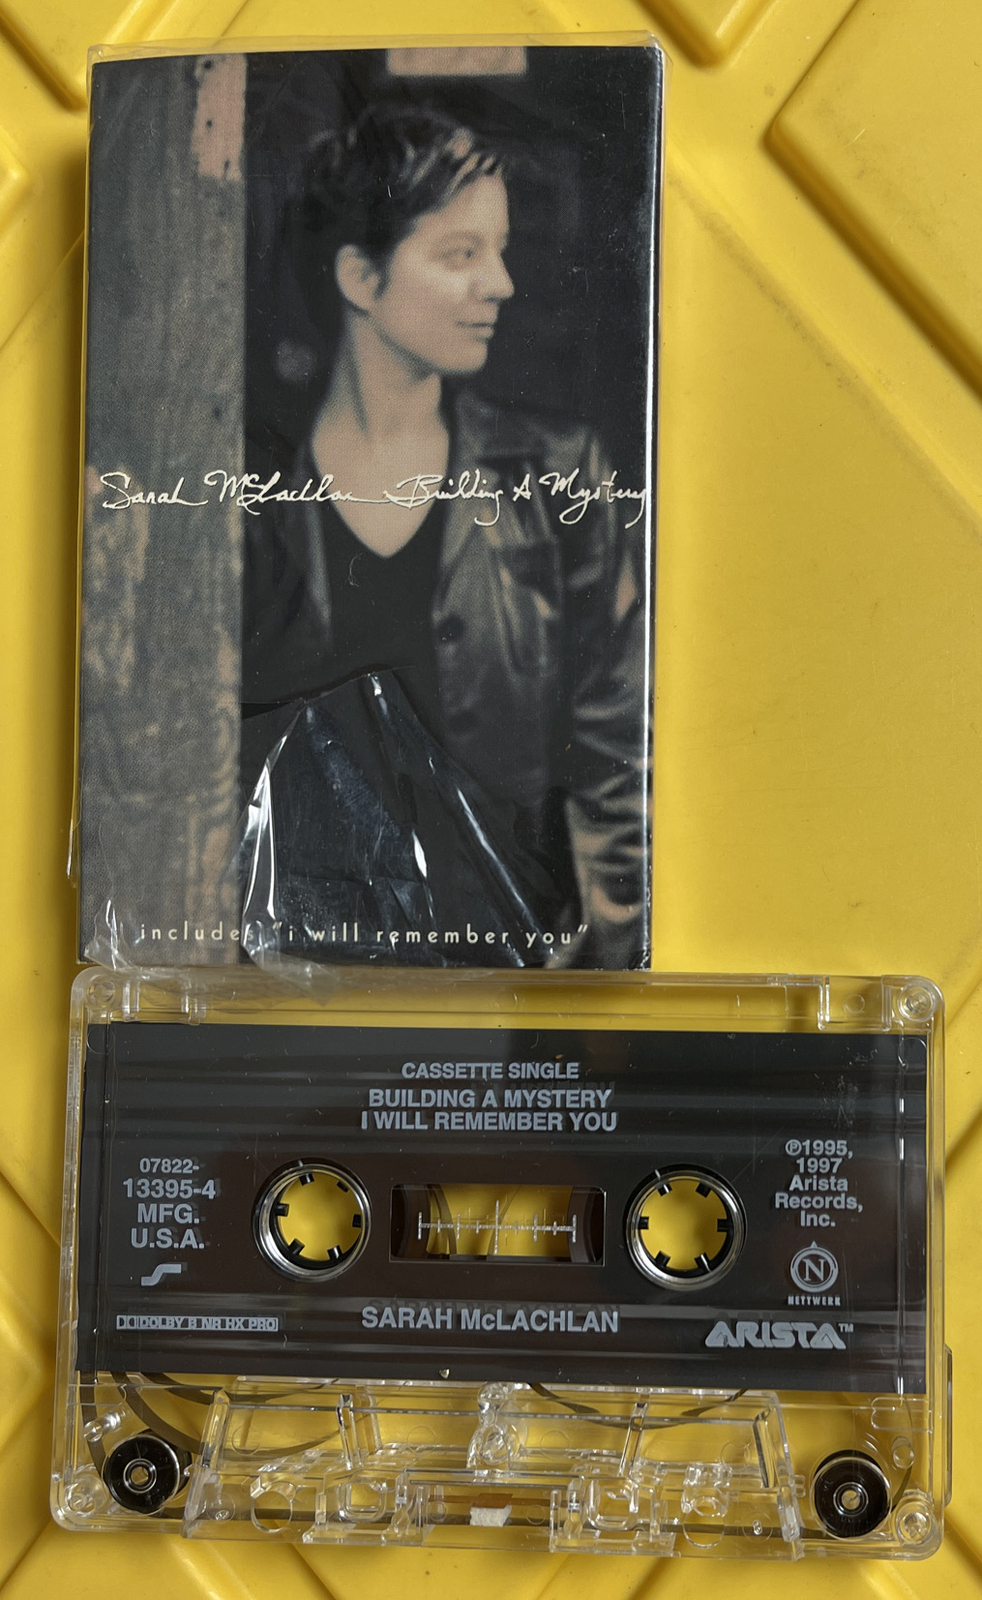 Sarah McLachlan Building A Mystery
includes "i will remember you"
CASSETTE SINGLE
BUILDING A MYSTERY
I WILL REMEMBER YOU
07822-
13395-4
MFG.
U.S.A.
℗1995,
1997
Arista
Records,
Inc.
N
NETTWERK
DOLBY B NR HX PRO
SARAH McLACHLAN
ARISTA™